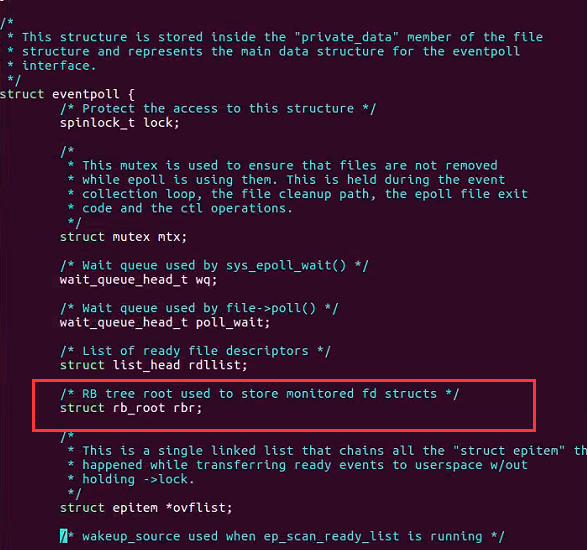 /*
 * This structure is stored inside the "private_data" member of the file
 * structure and represents the main data structure for the eventpoll
 * interface.
 */
struct eventpoll {
/* Protect the access to this structure */
spinlock_t lock;
/*
 * This mutex is used to ensure that files are not removed
 * while epoll is using them. This is held during the event
 * collection loop, the file cleanup path, the epoll file exit
 * code and the ctl operations.
 */
struct mutex mtx;
/* Wait queue used by sys_epoll_wait() */
wait_queue_head_t wq;
/* Wait queue used by file->poll() */
wait_queue_head_t poll_wait;
/* List of ready file descriptors */
struct list_head rdllist;
/* RB tree root used to store monitored fd structs */
struct rb_root rbr;
/*
 * This is a single linked list that chains all the "struct epitem" th
 * happened while transferring ready events to userspace w/out
 * holding ->lock.
 */
struct epitem *ovflist;
/* wakeup_source used when ep_scan_ready_list is running */